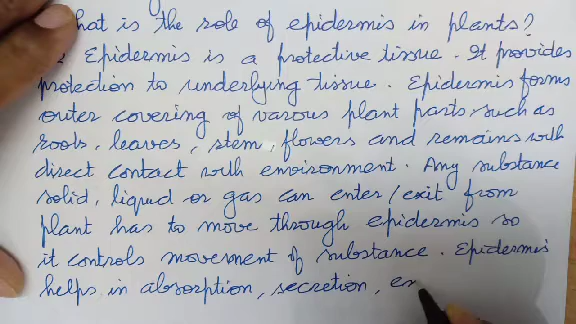 hat is the role of epidermis in plants?
Epidermis is a protective tissue. It provides
protection to underlying tissue. Epidermis forms
outer covering of varous plant parts such as
roots, leaves, stem, flowers and remains with
direct contact with environment. Any substance
solid, liquid or gas can enter/exit from
plant has to move through epidermis so
it controls movement of substance. Epidermis
helps in absorption, secretion, ex